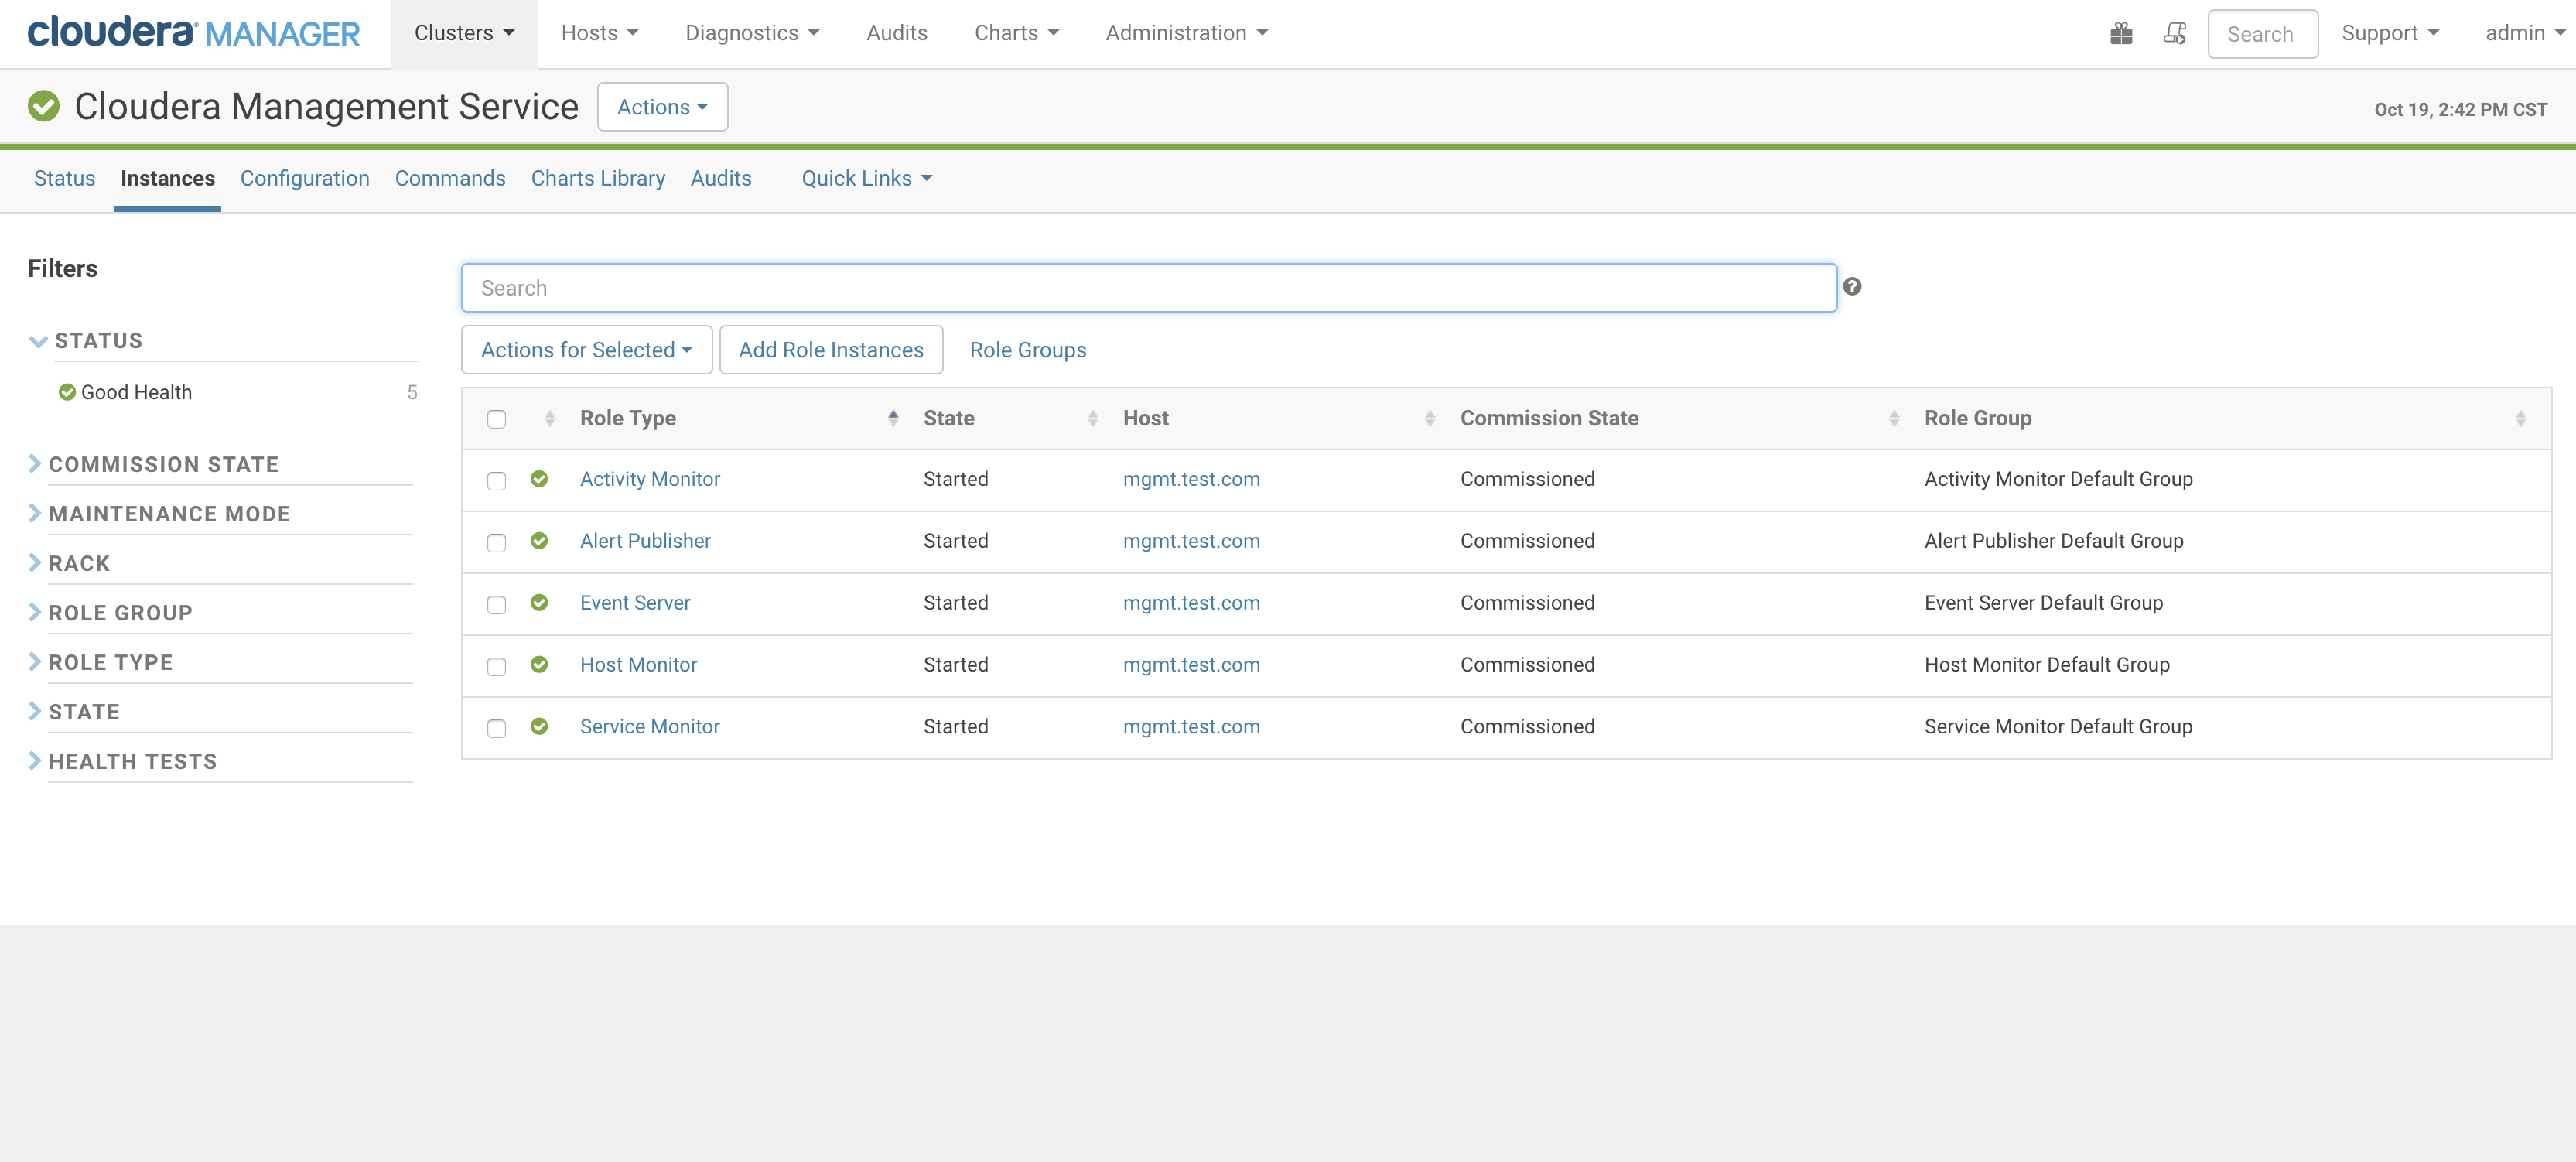 cloudera MANAGER Clusters Hosts Diagnostics Audits Charts Administration Search Support admin
Cloudera Management Service Actions Oct 19, 2:42 PM CST
Status Instances Configuration Commands Charts Library Audits Quick Links
Filters
Search
STATUS
Good Health 5
COMMISSION STATE
MAINTENANCE MODE
RACK
ROLE GROUP
ROLE TYPE
STATE
HEALTH TESTS
Actions for Selected Add Role Instances Role Groups
Role Type State Host Commission State Role Group
Activity Monitor Started mgmt.test.com Commissioned Activity Monitor Default Group
Alert Publisher Started mgmt.test.com Commissioned Alert Publisher Default Group
Event Server Started mgmt.test.com Commissioned Event Server Default Group
Host Monitor Started mgmt.test.com Commissioned Host Monitor Default Group
Service Monitor Started mgmt.test.com Commissioned Service Monitor Default Group